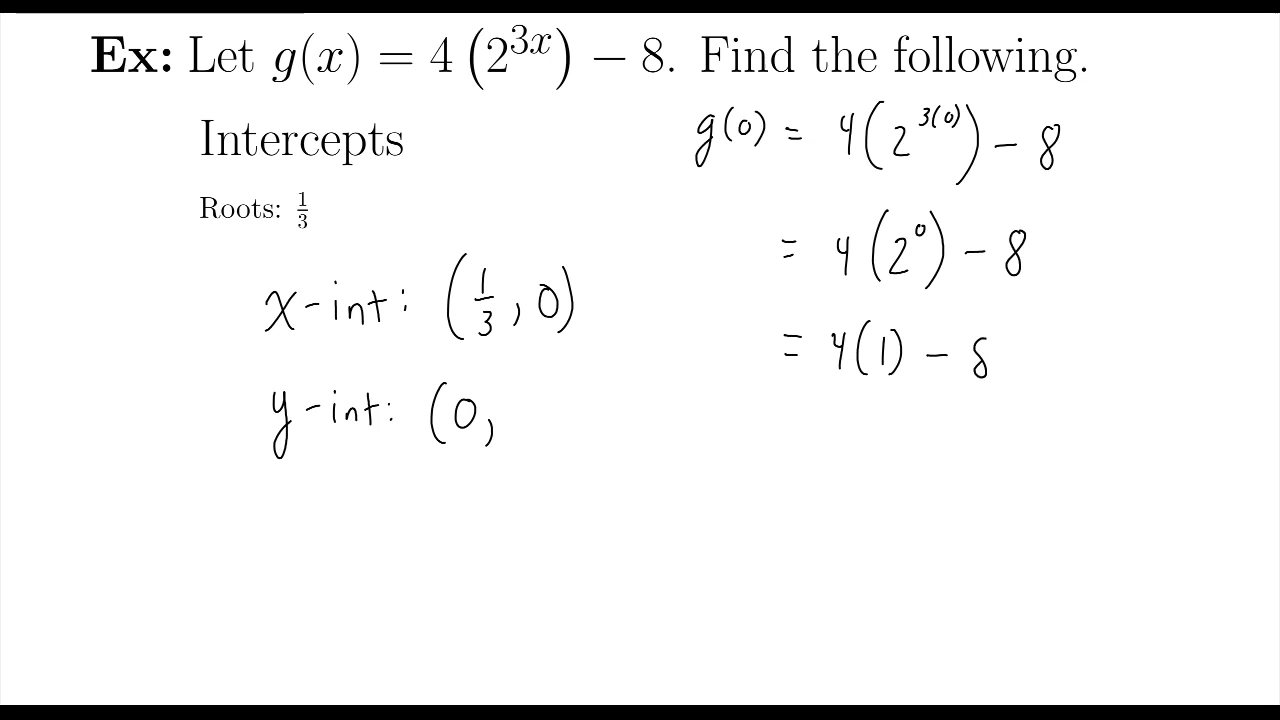 Ex: Let g(x) = 4(2^{3x}) − 8. Find the following.
Intercepts
Roots: 1/3
x-int: (1/3, 0)
y-int: (0,
g(0) = 4(2^{3(0)}) − 8
= 4(2^0) − 8
= 4(1) − 8